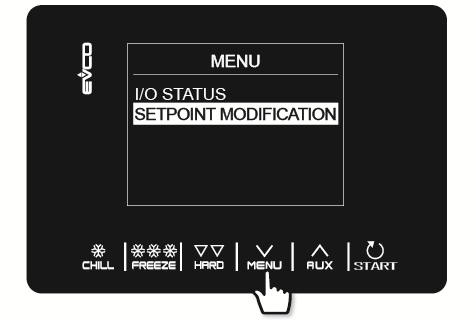 EVCO
MENU
I/O STATUS
SETPOINT MODIFICATION
CHILL FREEZE HARD MENU AUX START